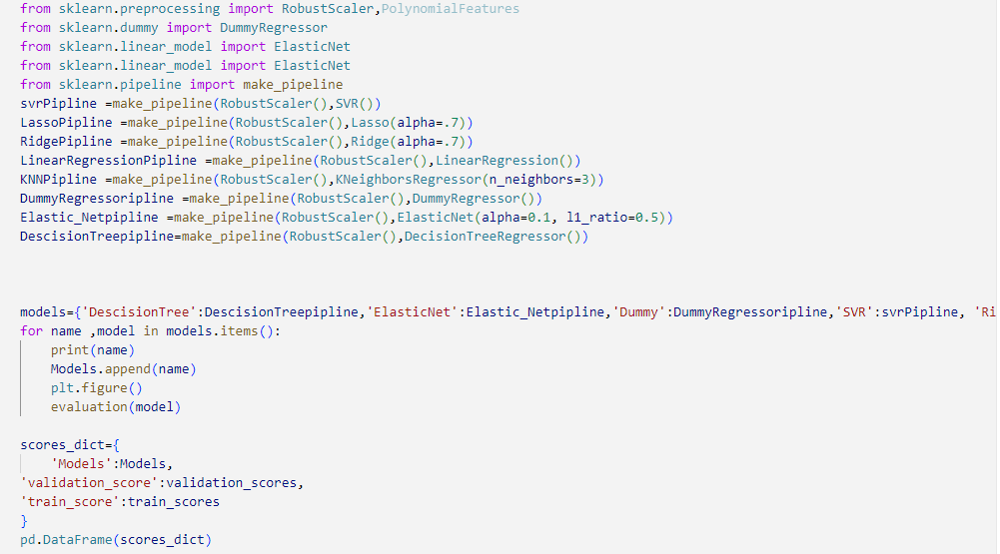 from sklearn.preprocessing import RobustScaler,PolynomialFeatures
from sklearn.dummy import DummyRegressor
from sklearn.linear_model import ElasticNet
from sklearn.linear_model import ElasticNet
from sklearn.pipeline import make_pipeline
svrPipline =make_pipeline(RobustScaler(),SVR())
LassoPipline =make_pipeline(RobustScaler(),Lasso(alpha=.7))
RidgePipline =make_pipeline(RobustScaler(),Ridge(alpha=.7))
LinearRegressionPipline =make_pipeline(RobustScaler(),LinearRegression())
KNNPipline =make_pipeline(RobustScaler(),KNeighborsRegressor(n_neighbors=3))
DummyRegressoripline =make_pipeline(RobustScaler(),DummyRegressor())
Elastic_Netpipline =make_pipeline(RobustScaler(),ElasticNet(alpha=0.1, l1_ratio=0.5))
DescisionTreepipline=make_pipeline(RobustScaler(),DecisionTreeRegressor())
models={'DescisionTree':DescisionTreepipline,'ElasticNet':Elastic_Netpipline,'Dummy':DummyRegressoripline,'SVR':svrPipline, 'Ri
for name ,model in models.items():
    print(name)
    Models.append(name)
    plt.figure()
    evaluation(model)
scores_dict={
    'Models':Models,
'validation_score':validation_scores,
'train_score':train_scores
}
pd.DataFrame(scores_dict)